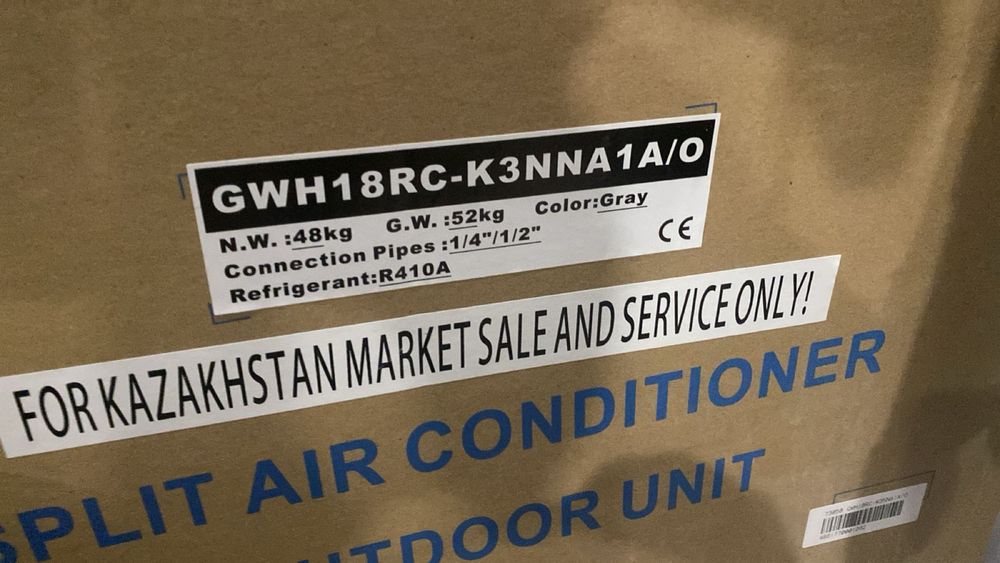 GWH18RC-K3NNA1A/O
N.W. :48kg G.W. :52kg Color:Gray
Connection Pipes :1/4"/1/2"
Refrigerant:R410A
CE
FOR KAZAKHSTAN MARKET SALE AND SERVICE ONLY!
SPLIT AIR CONDITIONER
OUTDOOR UNIT